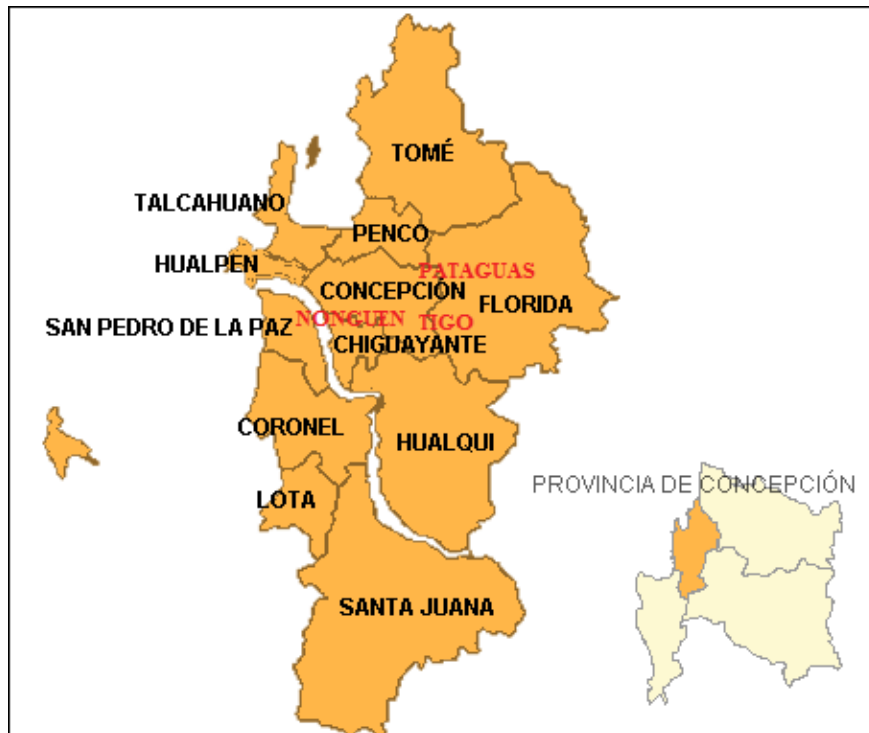 TOMÉ
TALCAHUANO
PENCO
HUALPEN
PATAGUAS
CONCEPCIÓN
FLORIDA
NONGUEN
TIGO
SAN PEDRO DE LA PAZ
CHIGUAYANTE
CORONEL
HUALQUI
PROVINCIA DE CONCEPCIÓN
LOTA
SANTA JUANA